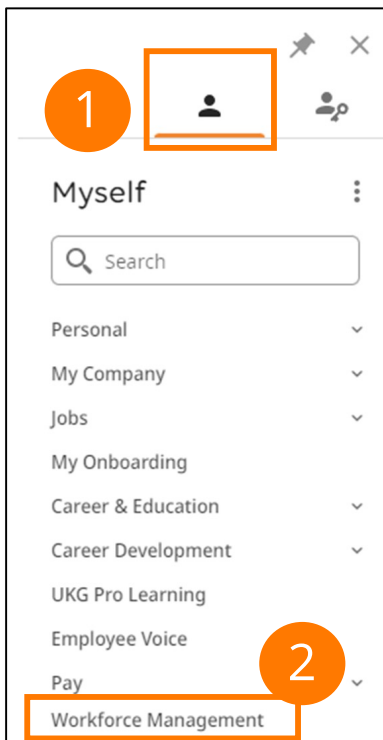 1
Myself
Search
Personal
My Company
Jobs
My Onboarding
Career & Education
Career Development
UKG Pro Learning
Employee Voice
2
Pay
Workforce Management